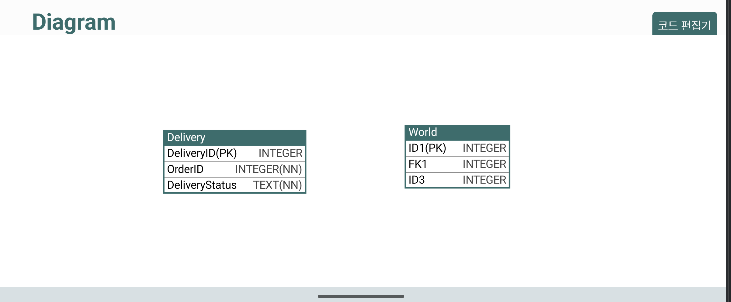 Diagram
코드 편집기
Delivery
DeliveryID(PK) INTEGER
OrderID INTEGER(NN)
DeliveryStatus TEXT(NN)
World
ID1(PK) INTEGER
FK1 INTEGER
ID3 INTEGER